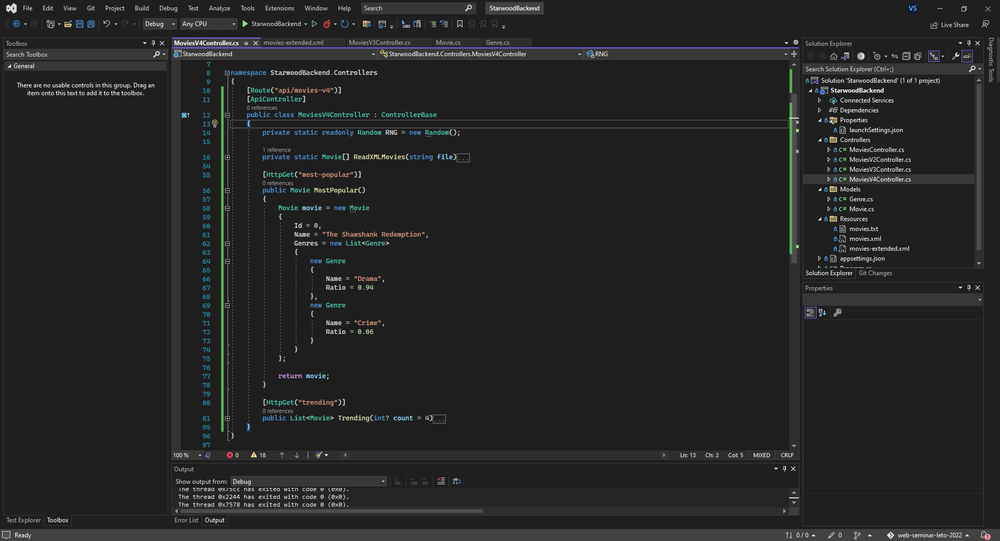 File Edit View Git Project Build Debug Test Analyze Tools Extensions Window Help Search StarwoodBackend VS
Debug Any CPU StarwoodBackend Live Share
Toolbox
Search Toolbox
General
There are no usable controls in this group. Drag an
item onto this text to add it to the toolbox.
Test Explorer Toolbox
MoviesV4Controller.cs movies-extended.xml MoviesV3Controller.cs Movie.cs Genre.cs
StarwoodBackend StarwoodBackend.Controllers.MoviesV4Controller RNG
7
8 namespace StarwoodBackend.Controllers
9 {
10 [Route("api/movies-v4")]
11 [ApiController]
0 references
12 public class MoviesV4Controller : ControllerBase
13 {
14 private static readonly Random RNG = new Random();
15
1 reference
16 private static Movie[] ReadXMLMovies(string file)...
54
55 [HttpGet("most-popular")]
0 references
56 public Movie MostPopular()
57 {
58 Movie movie = new Movie
59 {
60 Id = 0,
61 Name = "The Shawshank Redemption",
62 Genres = new List<Genre>
63 {
64 new Genre
65 {
66 Name = "Drama",
67 Ratio = 0.94
68 },
69 new Genre
70 {
71 Name = "Crime",
72 Ratio = 0.06
73 }
74 }
75 };
76
77 return movie;
78 }
79
80 [HttpGet("trending")]
0 references
81 public List<Movie> Trending(int? count = 4)...
95 }
96 }
97
100 % 0 18 Ln: 13 Ch: 2 Col: 5 MIXED CRLF
Output
Show output from: Debug
The thread 0x75cc has exited with code 0 (0x0).
The thread 0x2244 has exited with code 0 (0x0).
The thread 0x7578 has exited with code 0 (0x0).
Error List Output
Solution Explorer
Search Solution Explorer (Ctrl+;)
Solution 'StarwoodBackend' (1 of 1 project)
StarwoodBackend
Connected Services
Dependencies
Properties
launchSettings.json
Controllers
C# MoviesController.cs
C# MoviesV2Controller.cs
C# MoviesV3Controller.cs
C# MoviesV4Controller.cs
Models
C# Genre.cs
C# Movie.cs
Resources
movies.txt
movies.xml
movies-extended.xml
appsettings.json
Solution Explorer Git Changes
Properties
Diagnostic Tools
Ready 0 / 0 0 web-seminar-leto-2022 1